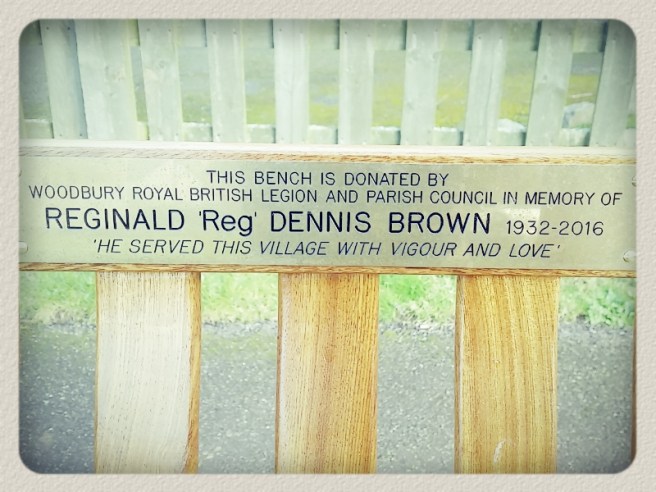 THIS BENCH IS DONATED BY
WOODBURY ROYAL BRITISH LEGION AND PARISH COUNCIL IN MEMORY OF
REGINALD 'Reg' DENNIS BROWN 1932-2016
'HE SERVED THIS VILLAGE WITH VIGOUR AND LOVE'